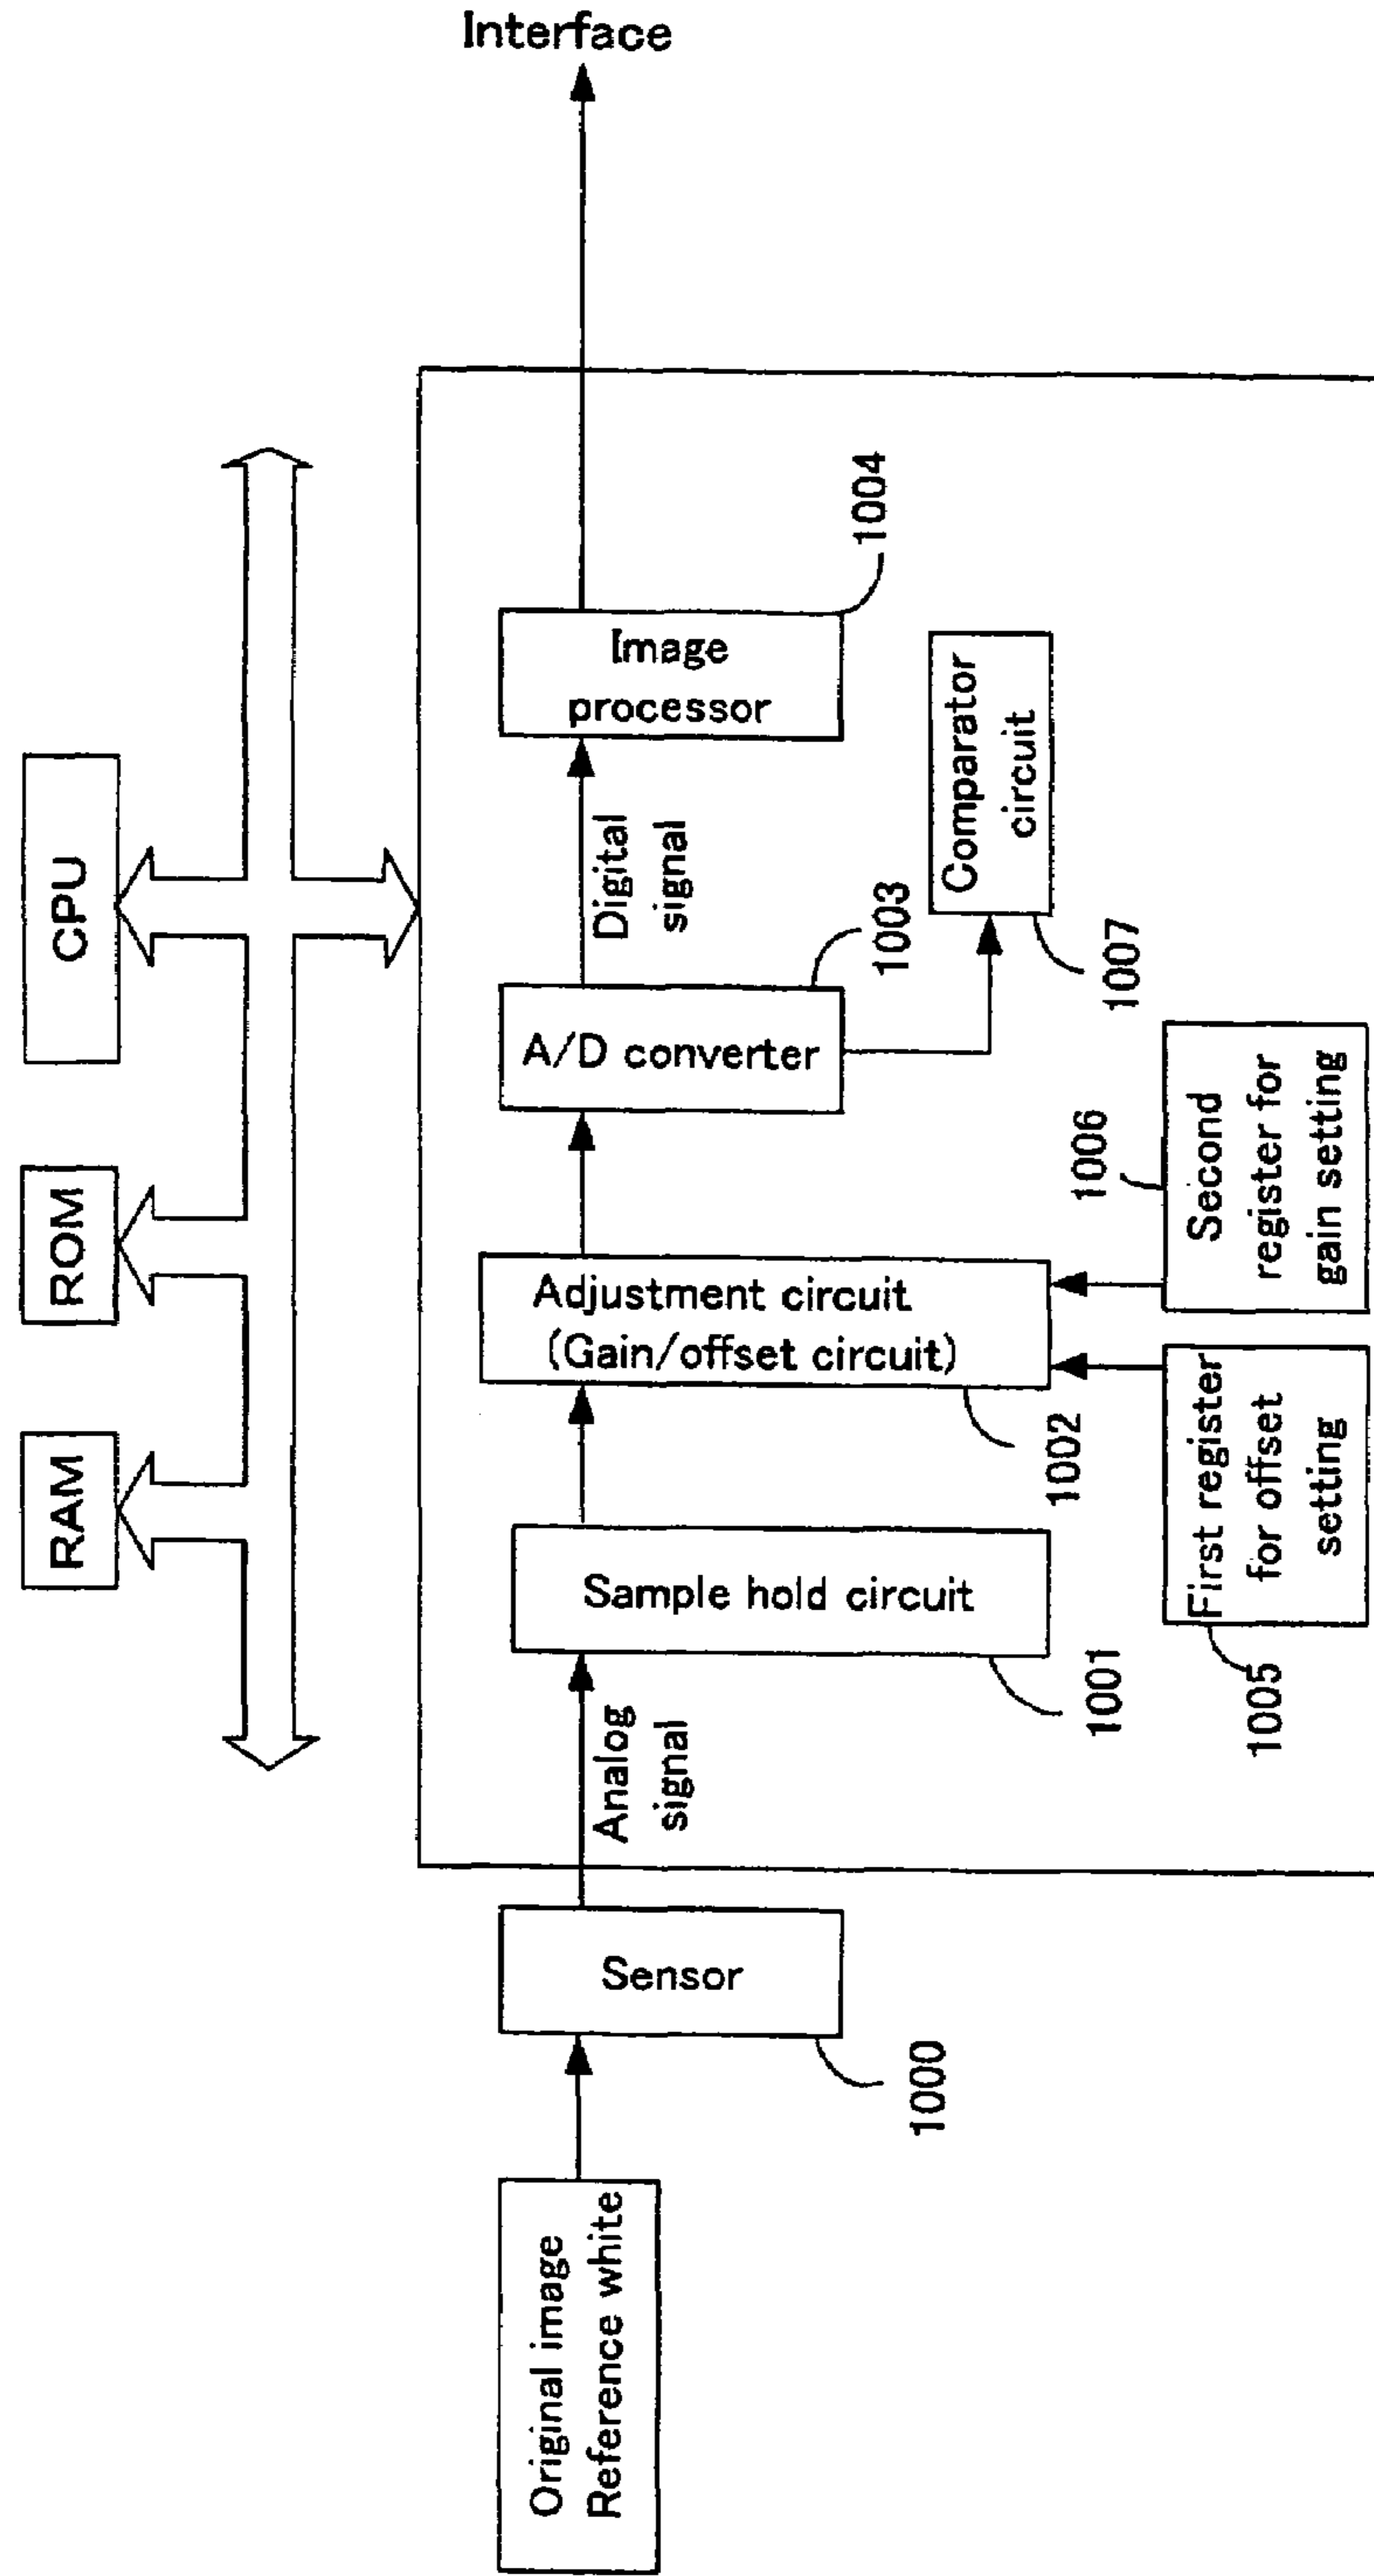 RAM
ROM
CPU
Original image
Reference white
Sensor
1000
Analog
signal
Sample hold circuit
1001
Adjustment circuit
(Gain/offset circuit)
1002
A/D converter
1003
Digital
signal
Image
processor
1004
Interface
First register
for offset
setting
1005
Second
register for
gain setting
1006
Comparator
circuit
1007